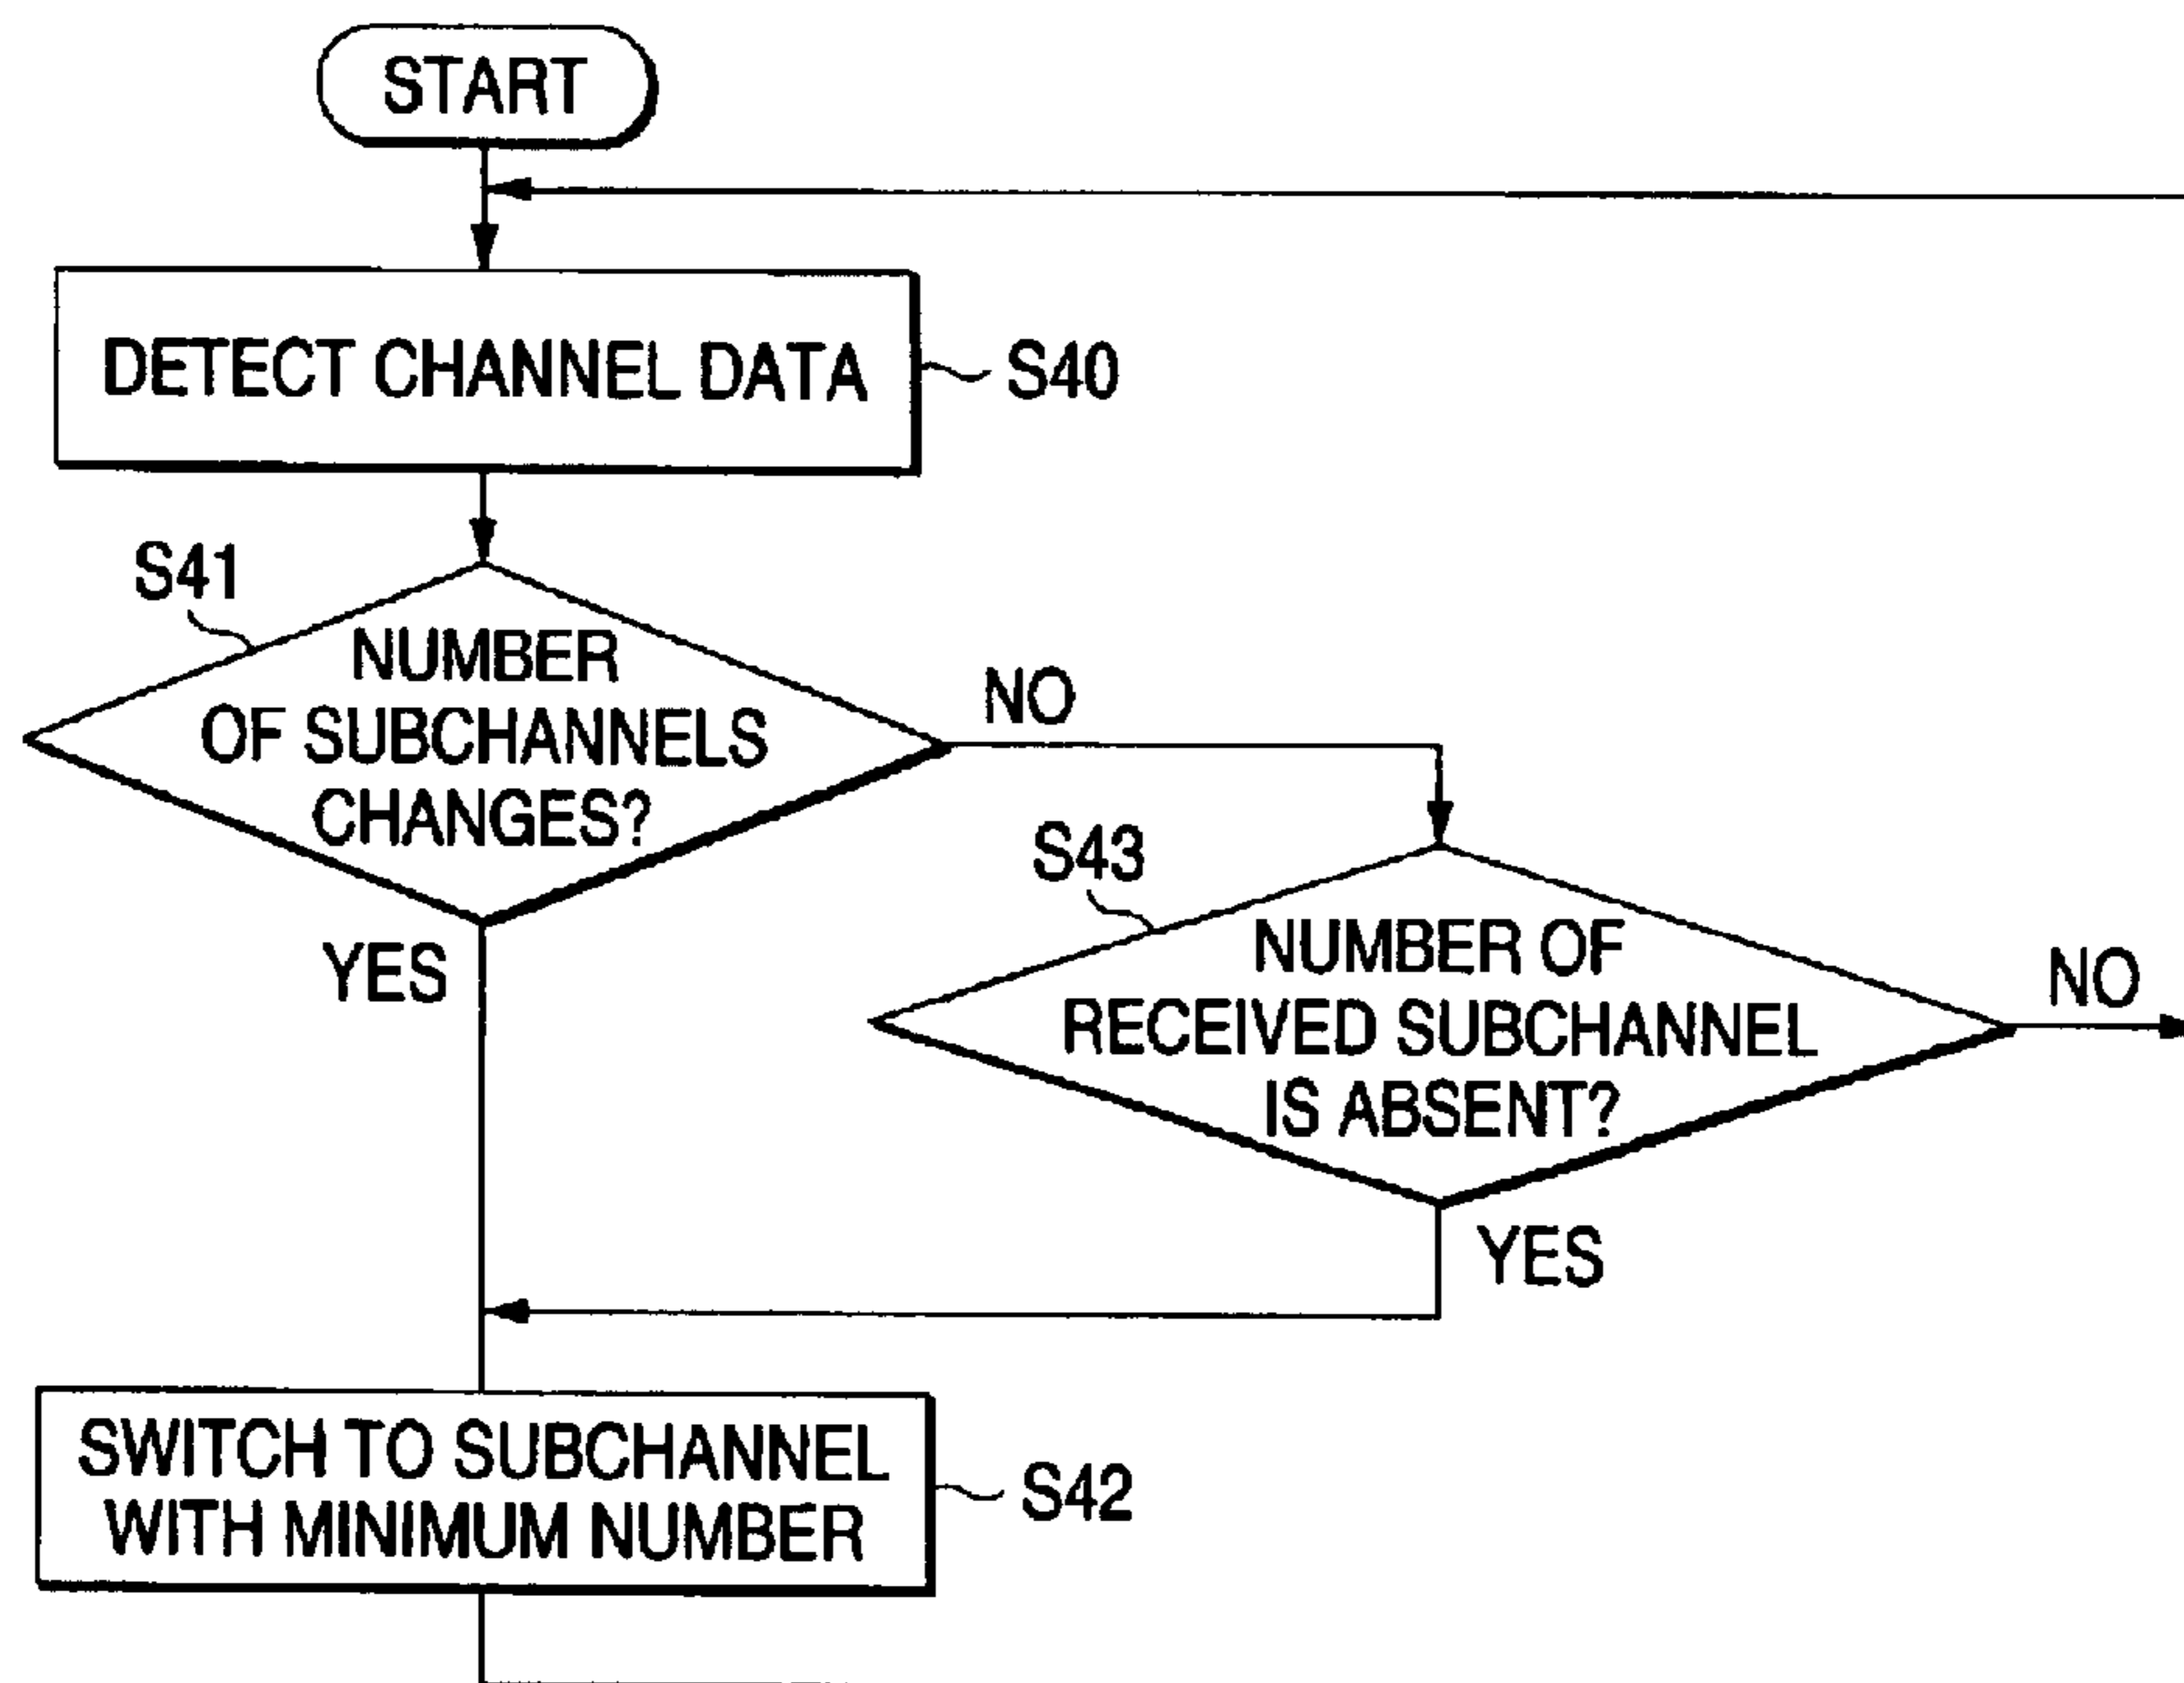 START
DETECT CHANNEL DATA
S40
S41
NUMBER
OF SUBCHANNELS
CHANGES?
NO
YES
S43
NUMBER OF
RECEIVED SUBCHANNEL
IS ABSENT?
NO
YES
SWITCH TO SUBCHANNEL
WITH MINIMUM NUMBER
S42